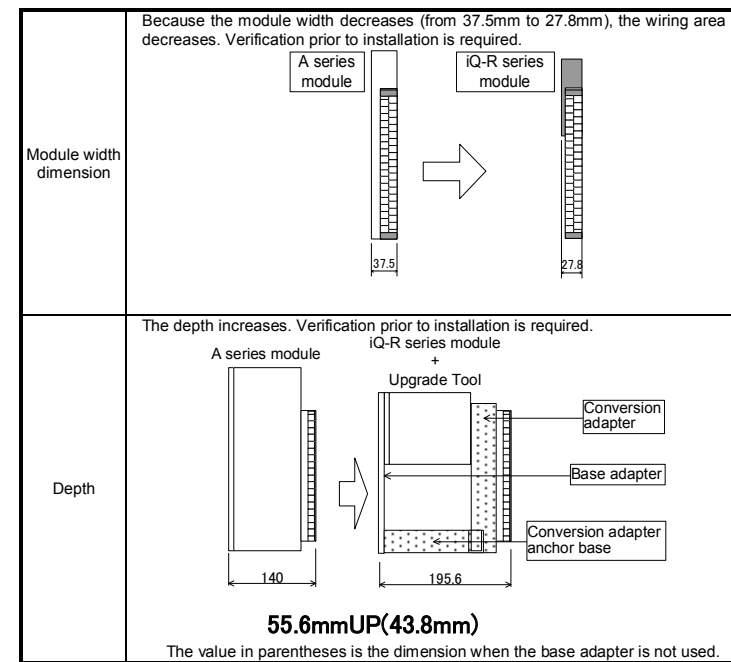 Module width
dimension
Because the module width decreases (from 37.5mm to 27.8mm), the wiring area
decreases. Verification prior to installation is required.
A series
module
iQ-R series
module
37.5
27.8
Depth
The depth increases. Verification prior to installation is required.
A series module
iQ-R series module
+
Upgrade Tool
Conversion
adapter
Base adapter
Conversion adapter
anchor base
140
195.6
55.6mmUP(43.8mm)
The value in parentheses is the dimension when the base adapter is not used.